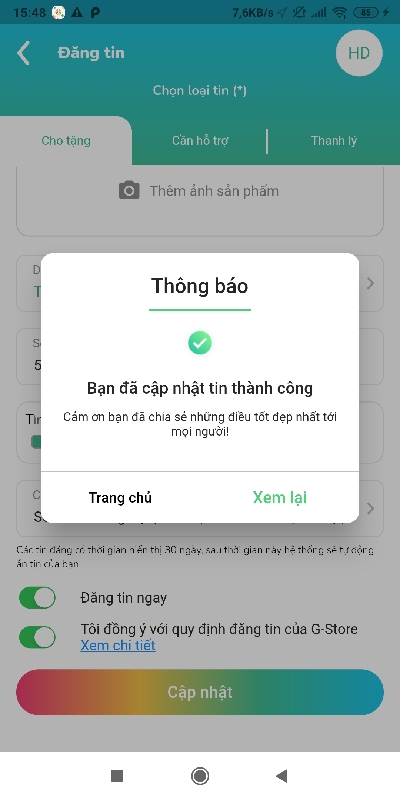 15:48 7,6KB/s 85
Đăng tin HD
Chọn loại tin (*)
Cho tặng Cần hỗ trợ Thanh lý
Thêm ảnh sản phẩm
Thông báo
Bạn đã cập nhật tin thành công
Cảm ơn bạn đã chia sẻ những điều tốt đẹp nhất tới
mọi người!
Trang chủ Xem lại
Các tin đăng có thời gian hiển thị 30 ngày, sau thời gian này hệ thống sẽ tự động
ẩn tin của bạn
Đăng tin ngay
Tôi đồng ý với quy định đăng tin của G-Store
Xem chi tiết
Cập nhật